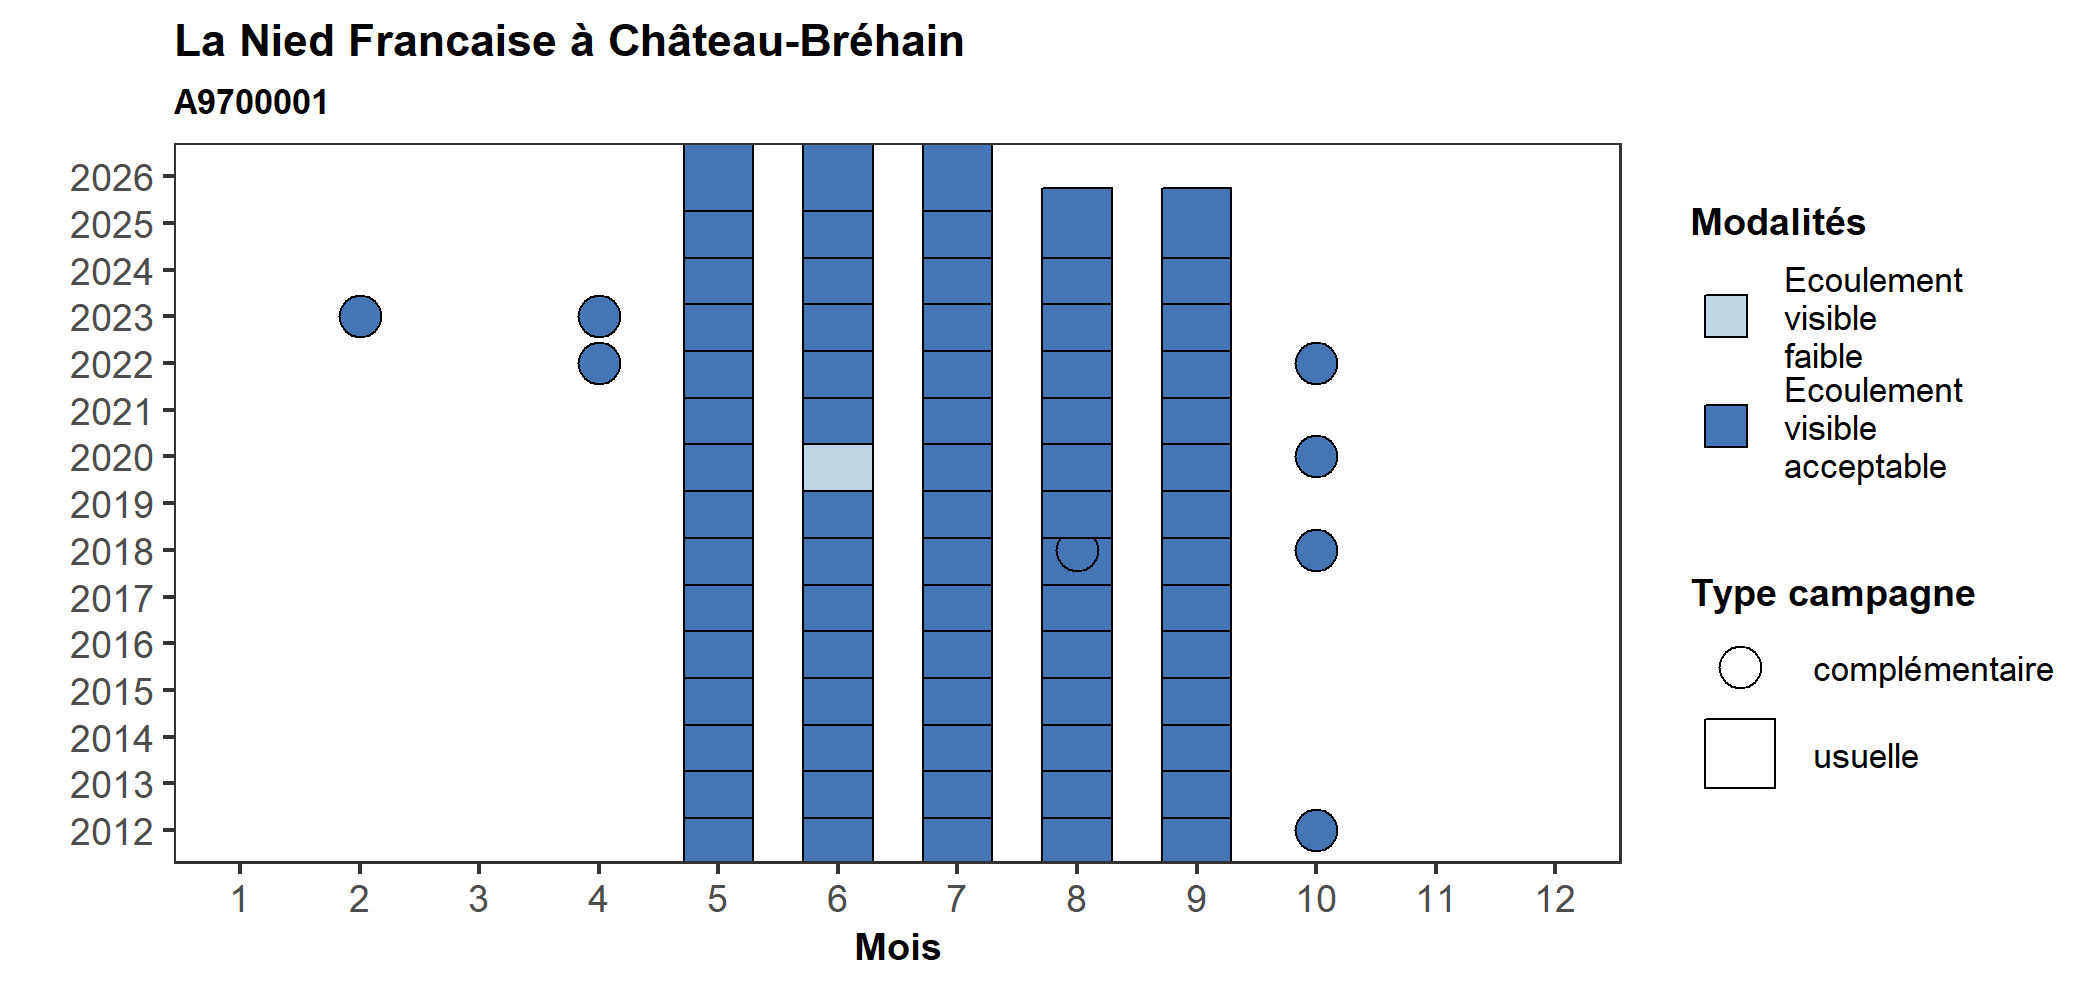 La Nied Francaise à Château-Bréhain
A9700001
2026
2025
2024
2023
2022
2021
2020
2019
2018
2017
2016
2015
2014
2013
2012
1 2 3 4 5 6 7 8 9 10 11 12
Mois
Modalités
Ecoulement
visible
faible
Ecoulement
visible
acceptable
Type campagne
complémentaire
usuelle